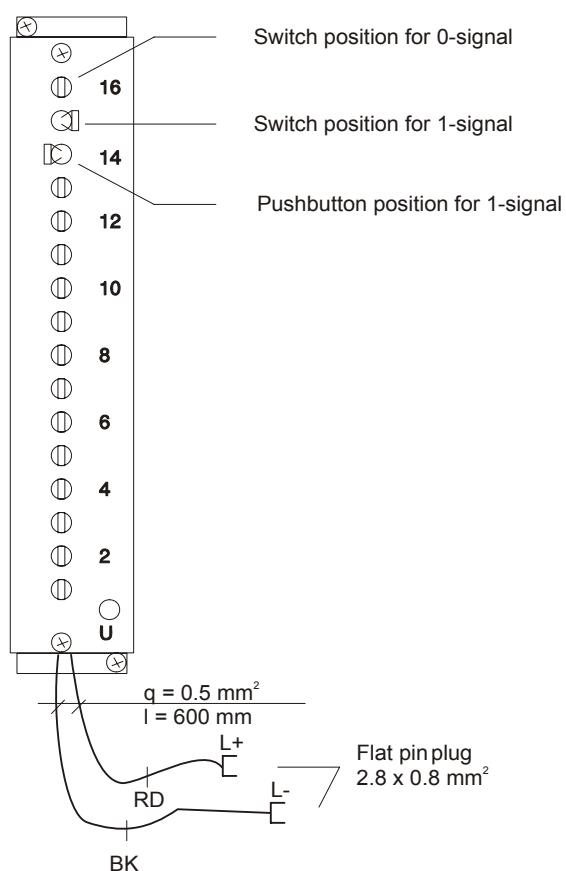 Switch position for 0-signal
16
Switch position for 1-signal
14
Pushbutton position for 1-signal
12
10
8
6
4
2
U
q = 0.5 mm²
l = 600 mm
L+
Flat pin plug
2.8 x 0.8 mm²
RD
L-
BK